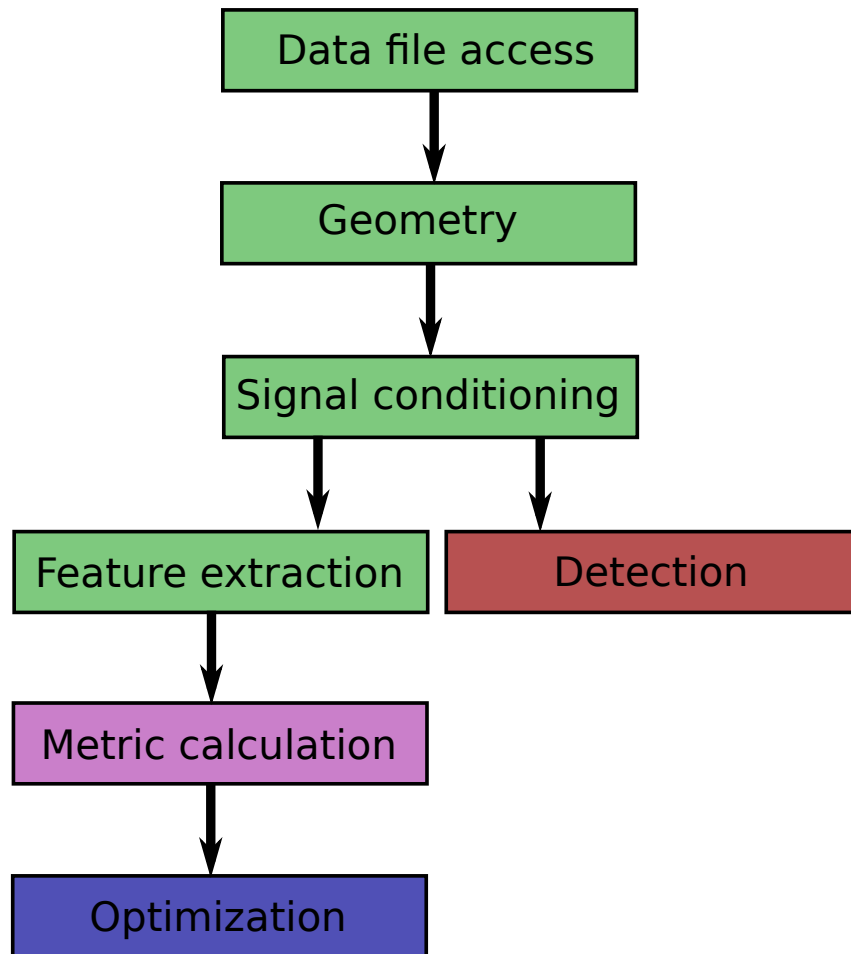 Data file access
Geometry
Signal conditioning
Feature extraction
Detection
Metric calculation
Optimization